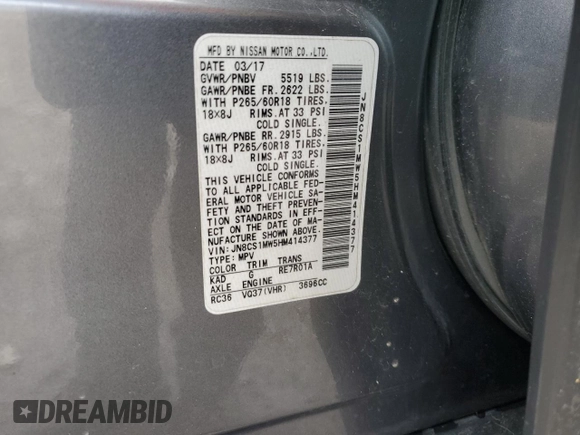 MFD BY NISSAN MOTOR CO.,LTD.
DATE 03/17
GVWR/PNBV 5519 LBS.
GAWR/PNBE FR. 2622 LBS.
WITH P265/60R18 TIRES,
18X8J RIMS.AT 33 PSI
COLD SINGLE.
GAWR/PNBE RR. 2915 LBS.
WITH P265/60R18 TIRES,
18X8J RIMS.AT 33 PSI
COLD SINGLE.
THIS VEHICLE CONFORMS
TO ALL APPLICABLE FED-
ERAL MOTOR VEHICLE SA-
FETY AND THEFT PREVEN-
TION STANDARDS IN EFF-
ECT ON THE DATE OF MA-
NUFACTURE SHOWN ABOVE.
VIN: JN8CS1MW5HM414377
TYPE: MPV
COLOR TRIM TRANS
KAD G RE7R01A
AXLE ENGINE
RC36 VQ37(VHR) 3696CC
JN8CS1MW5HM414377
DREAMBID